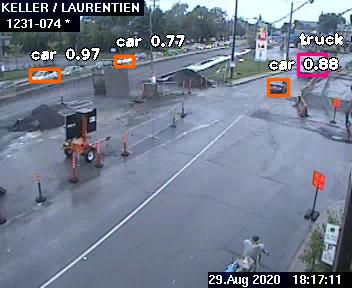 KELLER / LAURENTIEN
1231-074 *
car 0.97
car 0.77
truck
car 0.88
29.Aug 2020 18:17:11